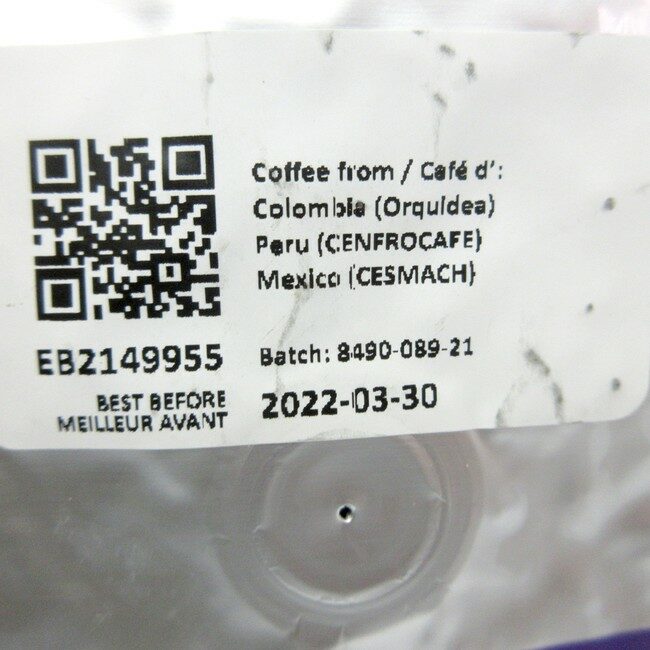 Coffee from / Café d':
Colombia (Orquidea)
Peru (CENFROCAFE)
Mexico (CESMACH)
EB2149955
Batch: 8490-089-21
BEST BEFORE
MEILLEUR AVANT
2022-03-30